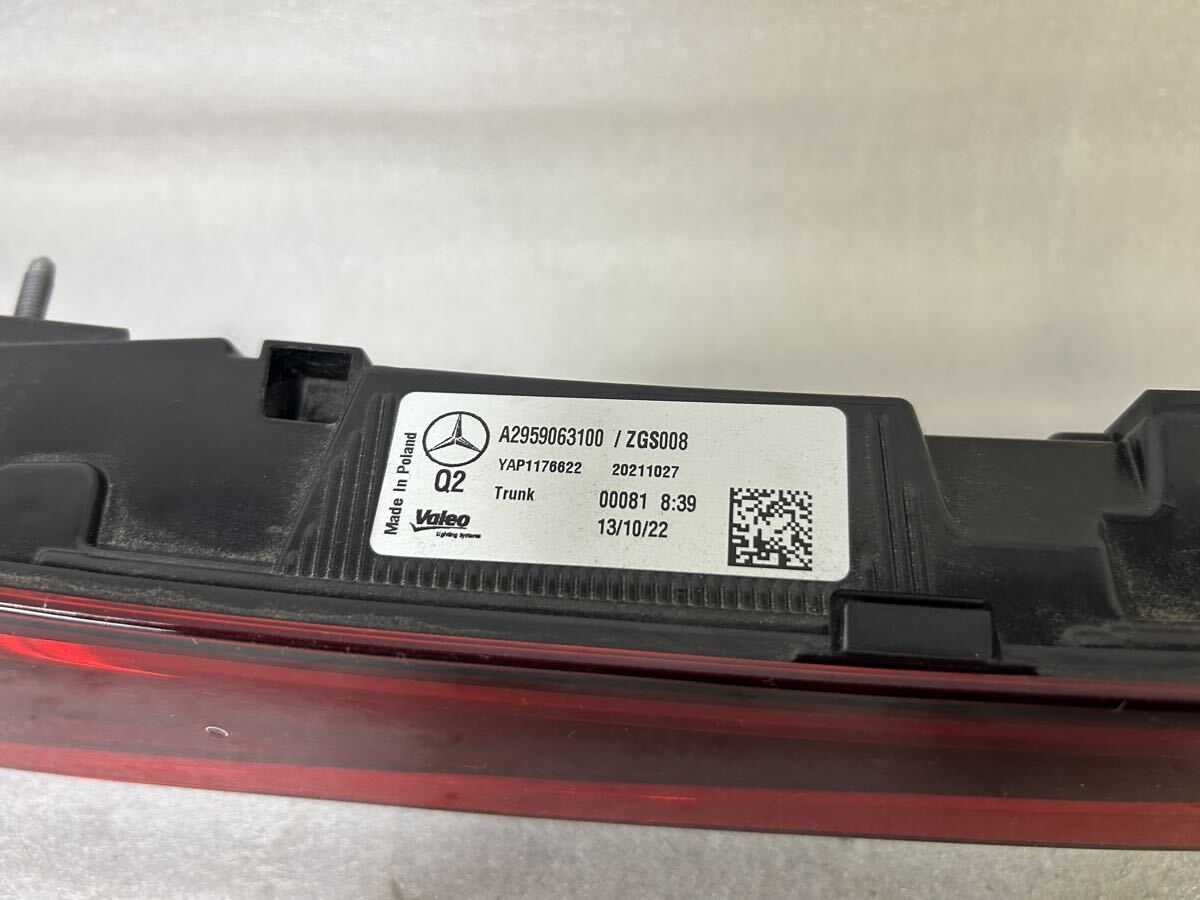 Made In Poland
A2959063100 / ZGS008
YAP1176622 20211027
Q2
Trunk 00081 8:39
Valeo
Lighting Systems
13/10/22